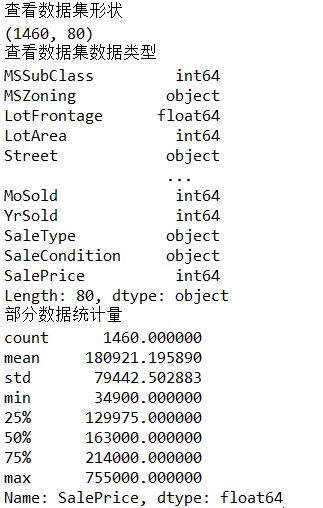 查看数据集形状
(1460, 80)
查看数据集数据类型
MSSubClass         int64
MSZoning          object
LotFrontage      float64
LotArea            int64
Street            object
                  ...
MoSold             int64
YrSold             int64
SaleType          object
SaleCondition     object
SalePrice          int64
Length: 80, dtype: object
部分数据统计量
count      1460.000000
mean     180921.195890
std       79442.502883
min       34900.000000
25%      129975.000000
50%      163000.000000
75%      214000.000000
max      755000.000000
Name: SalePrice, dtype: float64